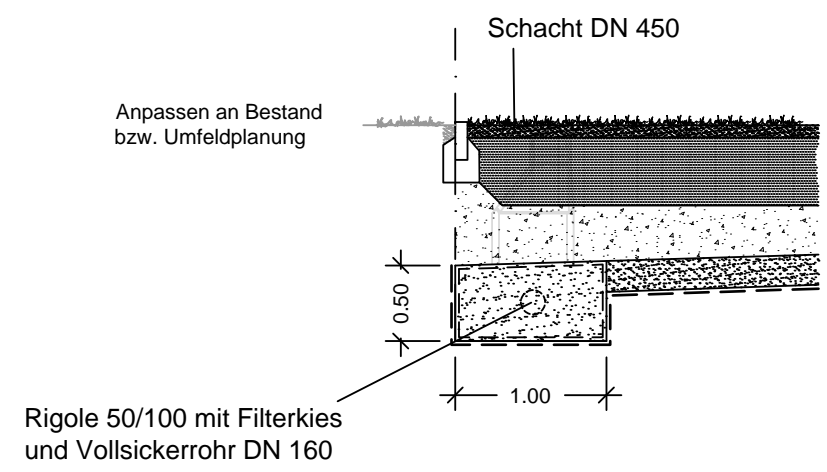 Schacht DN 450
Anpassen an Bestand
bzw. Umfeldplanung
0.50
1.00
Rigole 50/100 mit Filterkies
und Vollsickerrohr DN 160